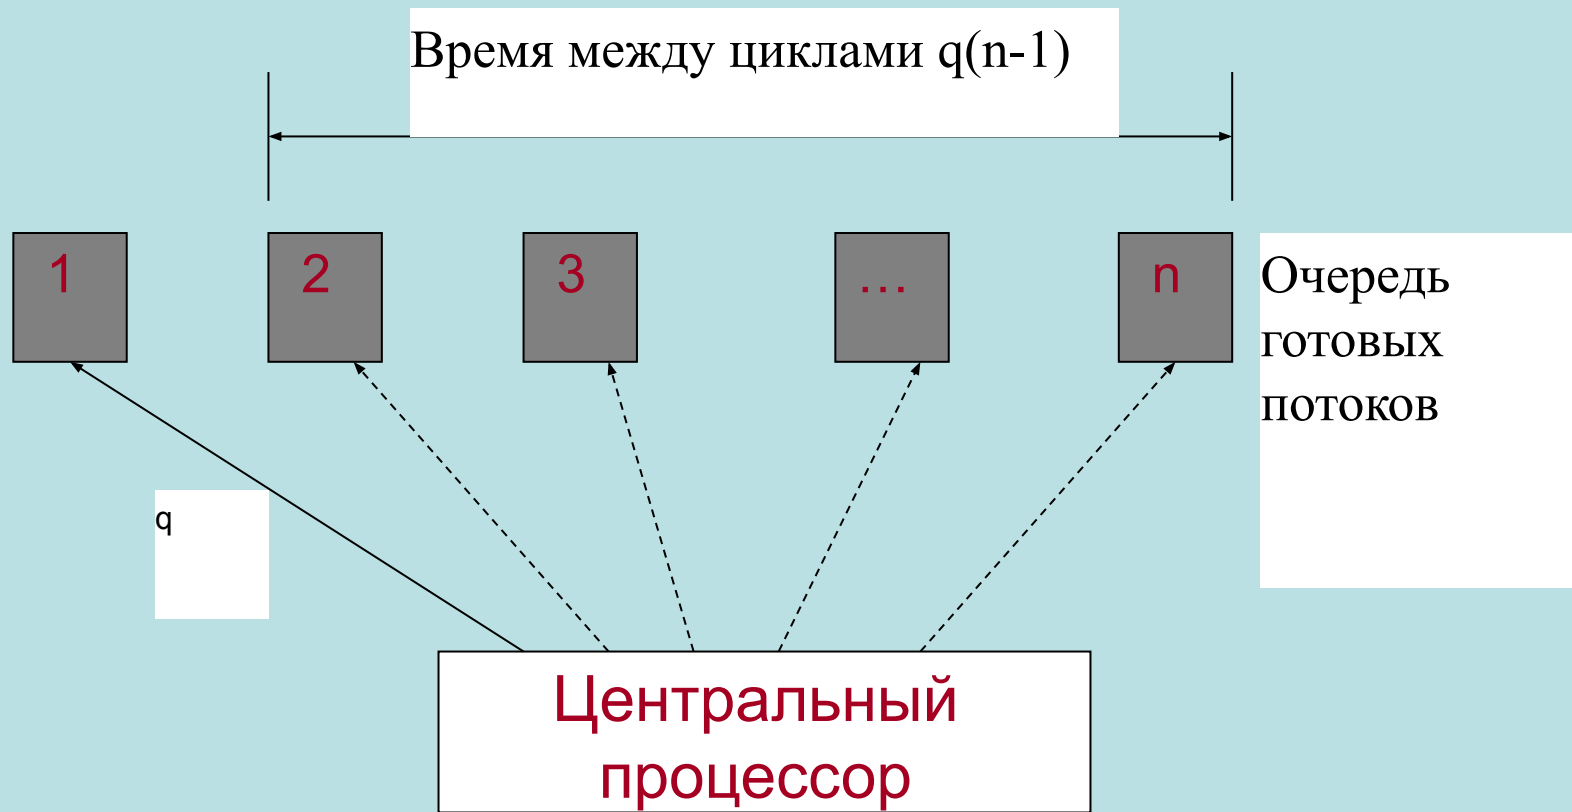 Время между циклами q(n-1)
1 2 3 … n
Очередь
готовых
потоков
q
Центральный
процессор